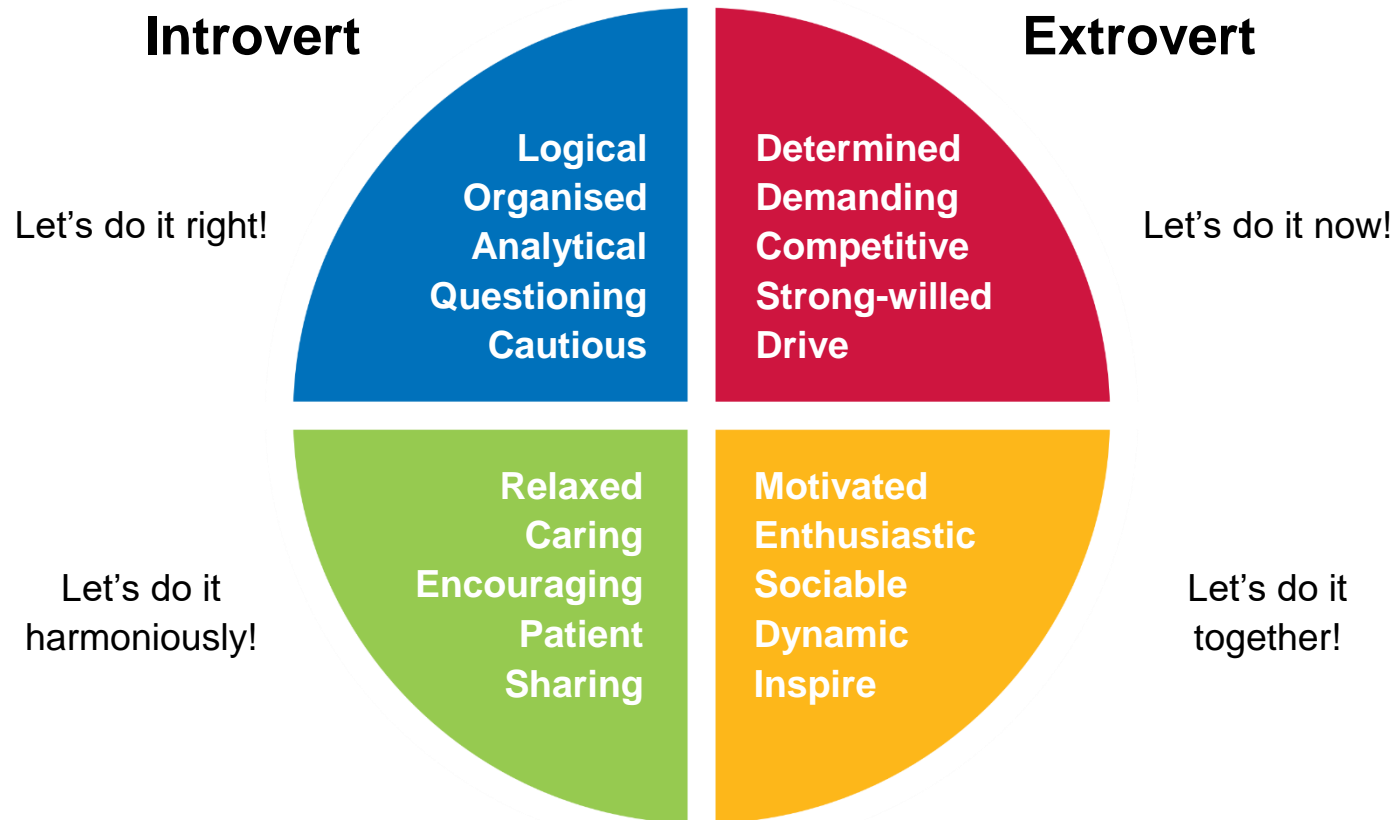 Introvert
Extrovert
Let's do it right!
Logical
Organised
Analytical
Questioning
Cautious
Determined
Demanding
Competitive
Strong-willed
Drive
Let's do it now!
Let's do it
harmoniously!
Relaxed
Caring
Encouraging
Patient
Sharing
Motivated
Enthusiastic
Sociable
Dynamic
Inspire
Let's do it
together!